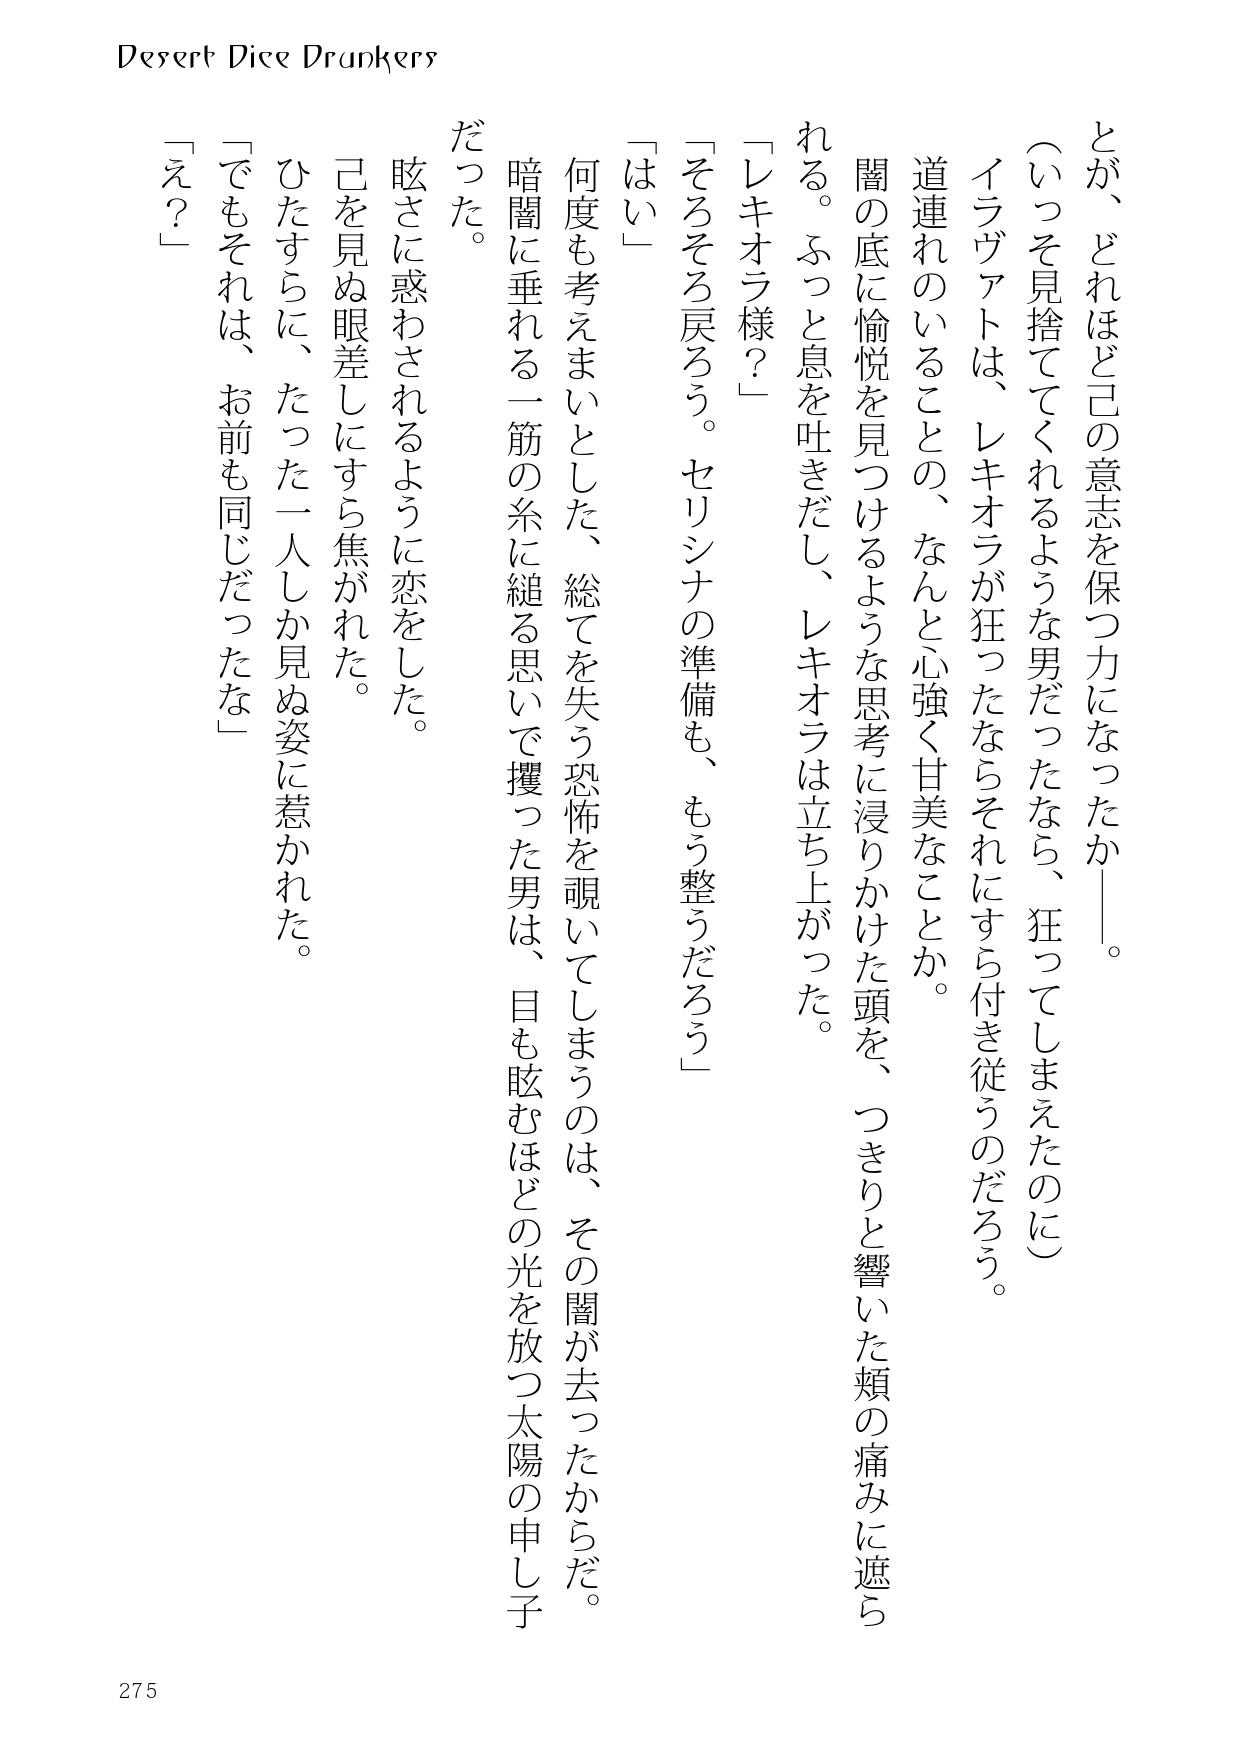 Desert Dice Drunkers
とが、どれほど己の意志を保つ力になったか――。
（いっそ見捨ててくれるような男だったなら、狂ってしまえたのに）
イラヴァトは、レキオラが狂ったならそれにすら付き従うのだろう。
道連れのいることの、なんと心強く甘美なことか。
闇の底に愉悦を見つけるような思考に浸りかけた頭を、つきりと響いた頬の痛みに遮ら
れる。ふっと息を吐きだし、レキオラは立ち上がった。
「レキオラ様？」
「そろそろ戻ろう。セリシナの準備も、もう整うだろう」
「はい」
何度も考えまいとした、総てを失う恐怖を覗いてしまうのは、その闇が去ったからだ。
暗闇に垂れる一筋の糸に縋る思いで攫った男は、目も眩むほどの光を放つ太陽の申し子
だった。
眩さに惑わされるように恋をした。
己を見ぬ眼差しにすら焦がれた。
ひたすらに、たった一人しか見ぬ姿に惹かれた。
「でもそれは、お前も同じだったな」
「え？」
275